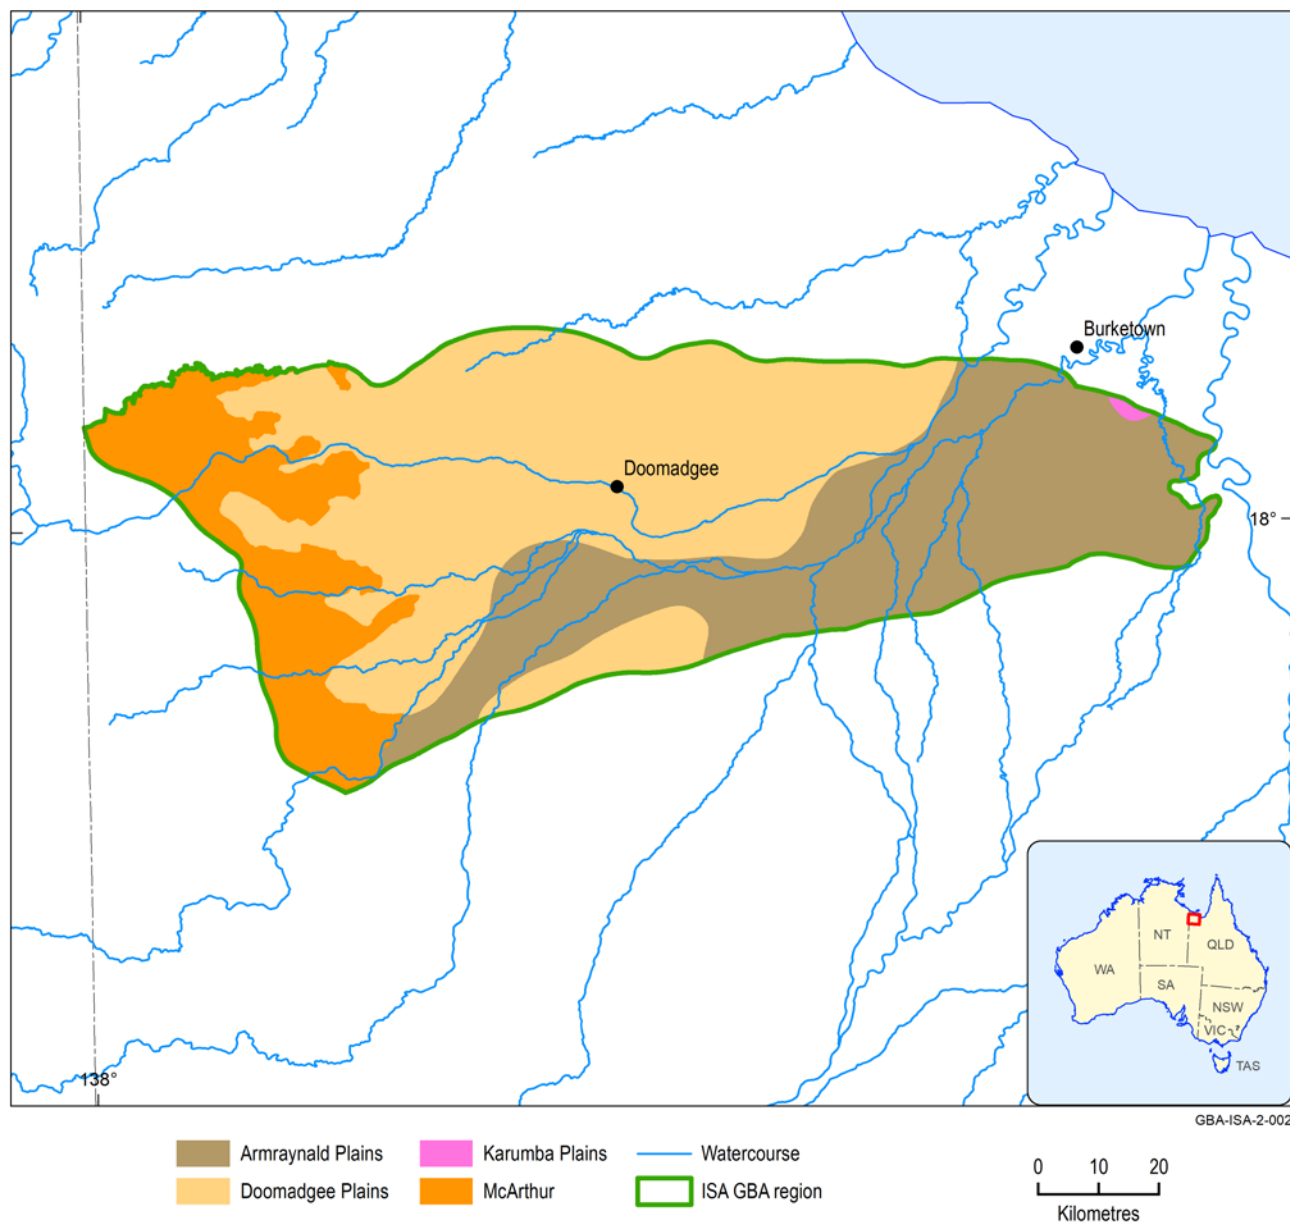 Burketown
Doomadgee
18°
138°
NT
QLD
WA
SA
NSW
VIC
TAS
GBA-ISA-2-002
Armraynald Plains
Karumba Plains
Watercourse
Doomadgee Plains
McArthur
ISA GBA region
0 10 20
Kilometres